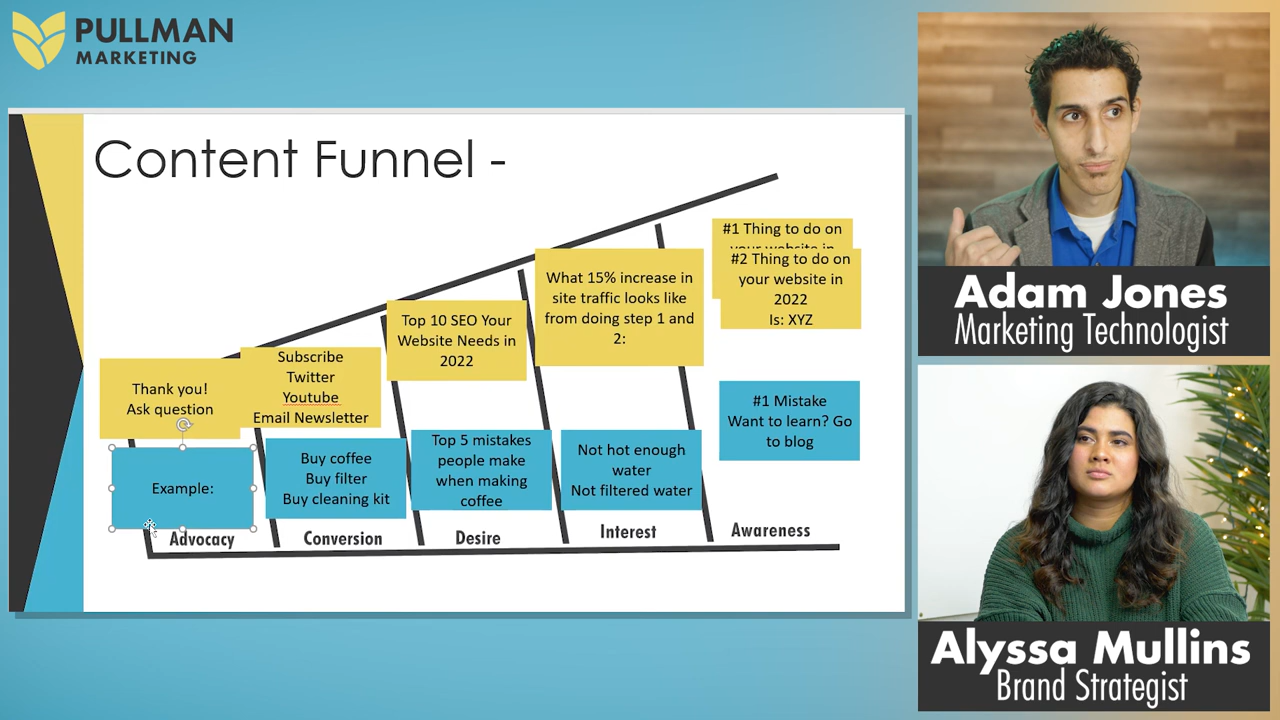 PULLMAN
MARKETING
Content Funnel -
#1 Thing to do on
your website in
#2 Thing to do on
your website in
2022
Is: XYZ
What 15% increase in
site traffic looks like
from doing step 1 and
2:
Top 10 SEO Your
Website Needs in
2022
Subscribe
Twitter
Youtube
Email Newsletter
Thank you!
Ask question
Example:
Buy coffee
Buy filter
Buy cleaning kit
Top 5 mistakes
people make
when making
coffee
Not hot enough
water
Not filtered water
#1 Mistake
Want to learn? Go
to blog
Advocacy
Conversion
Desire
Interest
Awareness
Adam Jones
Marketing Technologist
Alyssa Mullins
Brand Strategist